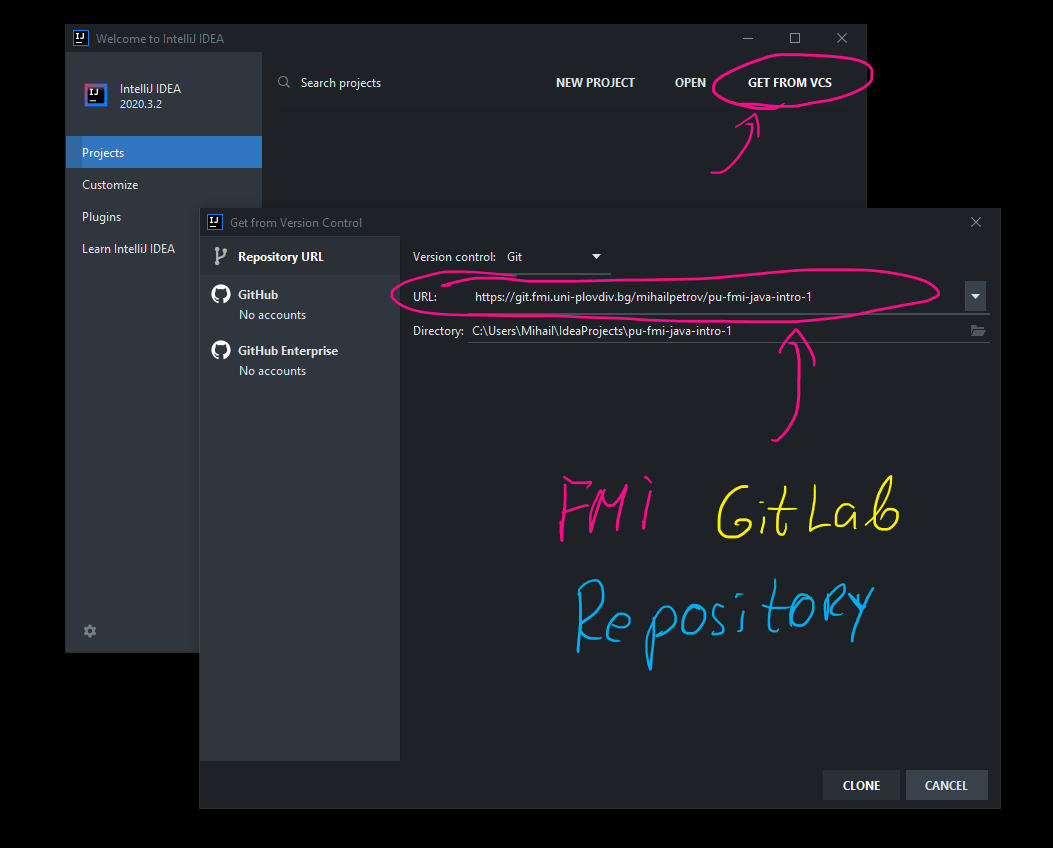 Welcome to IntelliJ IDEA
IntelliJ IDEA
2020.3.2
Search projects
NEW PROJECT
OPEN
GET FROM VCS
Projects
Customize
Plugins
Learn IntelliJ IDEA
Get from Version Control
Repository URL
GitHub
No accounts
GitHub Enterprise
No accounts
Version control: Git
URL: https://git.fmi.uni-plovdiv.bg/mihailpetrov/pu-fmi-java-intro-1
Directory: C:\Users\Mihail\IdeaProjects\pu-fmi-java-intro-1
FMi GitLab
Repository
CLONE
CANCEL